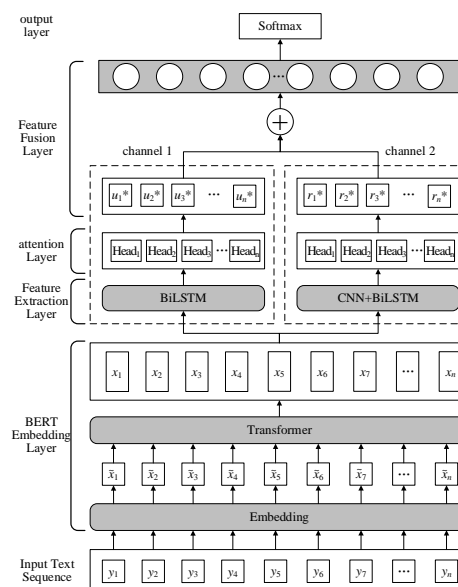 output
layer
Softmax
...
Feature
Fusion
Layer
channel 1
channel 2
u₁* u₂* u₃* ... uₙ*
r₁* r₂* r₃* ... rₙ*
attention
Layer
Head₁ Head₂ Head₃ ... Headₙ
Head₁ Head₂ Head₃ ... Headₙ
Feature
Extraction
Layer
BiLSTM
CNN+BiLSTM
x₁ x₂ x₃ x₄ x₅ x₆ x₇ ... xₙ
BERT
Embedding
Layer
Transformer
x̃₁ x̃₂ x̃₃ x̃₄ x̃₅ x̃₆ x̃₇ ... x̃ₙ
Embedding
Input Text
Sequence
y₁ y₂ y₃ y₄ y₅ y₆ y₇ ... yₙ